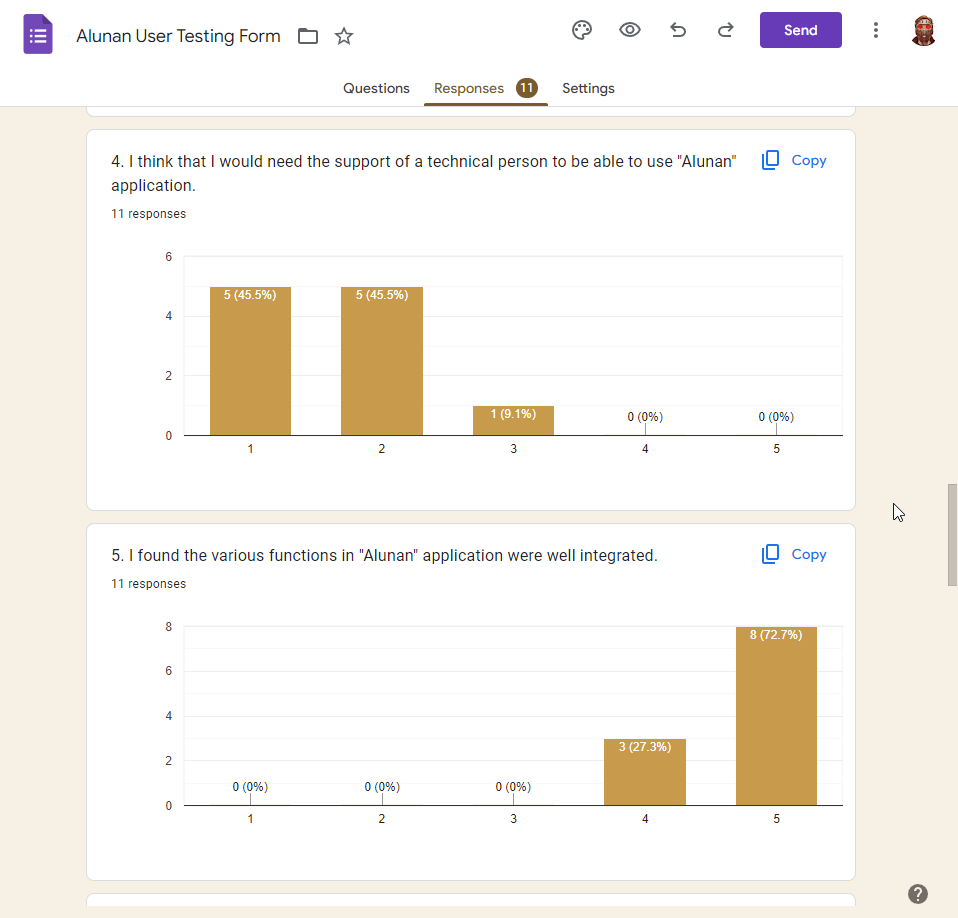 Alunan User Testing Form
Send
Questions
Responses 11
Settings
4. I think that I would need the support of a technical person to be able to use "Alunan"
application.
Copy
11 responses
6
4
2
0
5 (45.5%)
5 (45.5%)
1 (9.1%)
0 (0%)
0 (0%)
1 2 3 4 5
5. I found the various functions in "Alunan" application were well integrated.
Copy
11 responses
8
6
4
2
0
0 (0%)
0 (0%)
0 (0%)
3 (27.3%)
8 (72.7%)
1 2 3 4 5
?